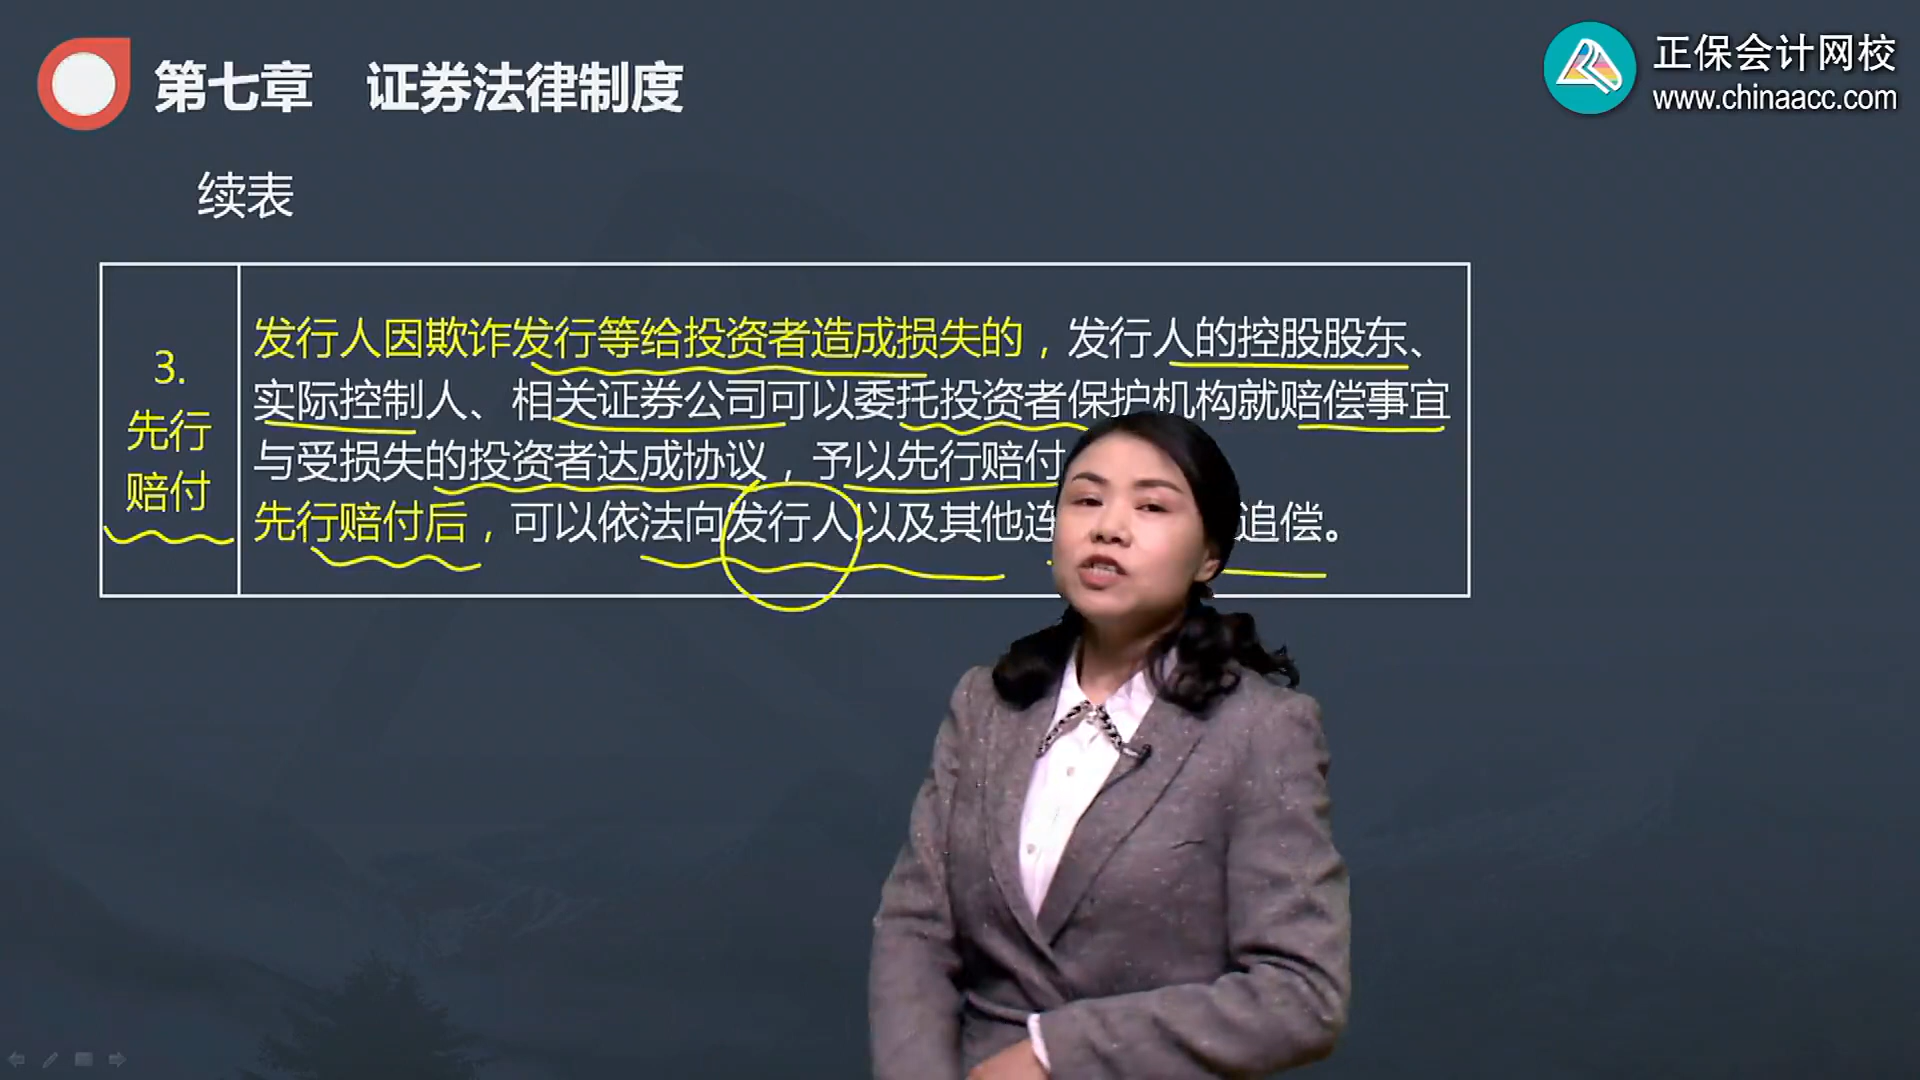 第七章 证券法律制度
正保会计网校
www.chinaacc.com
续表
3.
先行
赔付
发行人因欺诈发行等给投资者造成损失的，发行人的控股股东、
实际控制人、相关证券公司可以委托投资者保护机构就赔偿事宜
与受损失的投资者达成协议，予以先行赔付
先行赔付后，可以依法向发行人以及其他连 追偿。